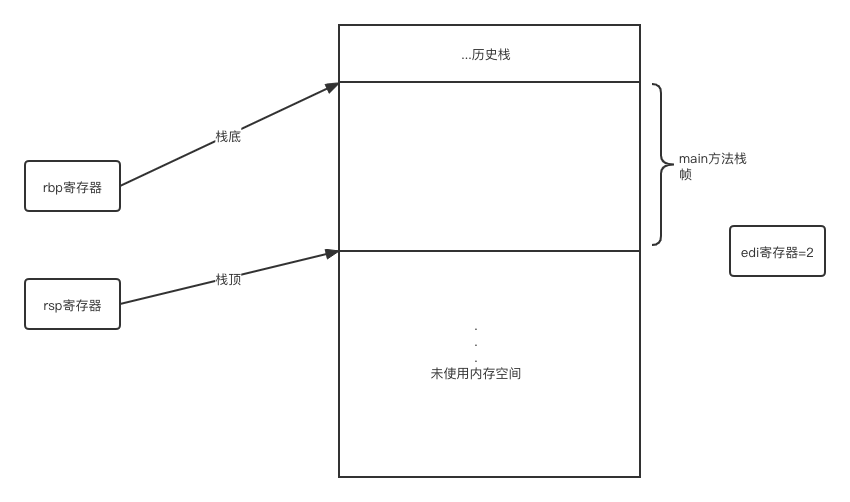 ...历史栈
栈底
rbp寄存器
main方法栈
帧
edi寄存器=2
栈顶
rsp寄存器
.
.
.
未使用内存空间